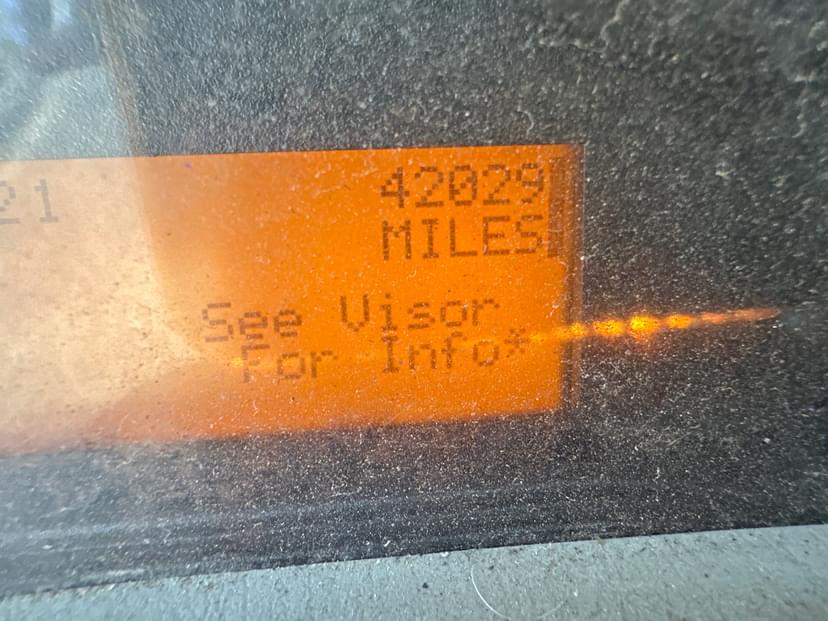 21
42029
MILES
See Visor
For Info*